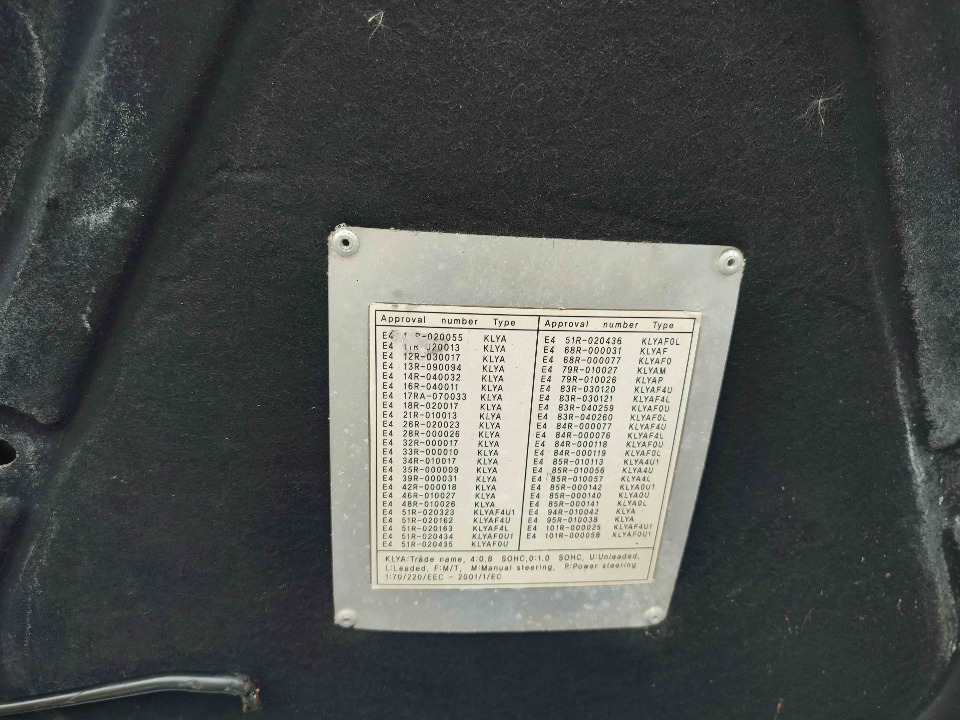 Approval number Type
E4 R-020055 KLYA
E4 11R-020013 KLYA
E4 12R-030017 KLYA
E4 13R-090094 KLYA
E4 14R-040032 KLYA
E4 16R-040011 KLYA
E4 17RA-070033 KLYA
E4 18R-020017 KLYA
E4 21R-010013 KLYA
E4 26R-020023 KLYA
E4 28R-000026 KLYA
E4 32R-000017 KLYA
E4 33R-000010 KLYA
E4 34R-010017 KLYA
E4 35R-000009 KLYA
E4 39R-000031 KLYA
E4 42R-000018 KLYA
E4 46R-010027 KLYA
E4 48R-010026 KLYA
E4 51R-020323 KLYAF4U1
E4 51R-020162 KLYAF4U
E4 51R-020163 KLYAF4L
E4 51R-020434 KLYAF0U1
E4 51R-020435 KLYAF0U
Approval number Type
E4 51R-020436 KLYAF0L
E4 68R-000031 KLYAF
E4 68R-000077 KLYAF0
E4 79R-010027 KLYAM
E4 79R-010026 KLYAP
E4 83R-030120 KLYAF4U
E4 83R-030121 KLYAF4L
E4 83R-040259 KLYAF0U
E4 83R-040260 KLYAF0L
E4 84R-000077 KLYAF4U
E4 84R-000076 KLYAF4L
E4 84R-000118 KLYAF0U
E4 84R-000119 KLYAF0L
E4 85R-010113 KLYA4U1
E4 85R-010056 KLYA4U
E4 85R-010057 KLYA4L
E4 85R-000142 KLYA0U1
E4 85R-000140 KLYA0U
E4 85R-000141 KLYA0L
E4 94R-010042 KLYA
E4 95R-010038 KLYA
E4 101R-000025 KLYAF4U1
E4 101R-000058 KLYAF0U1
KLYA:Trade name, 4:0.8 SOHC,0:1.0 SOHC, U:Unleaded,
L:Leaded, F:M/T, M:Manual steering, P:Power steering
1:70/220/EEC - 2001/1/EC